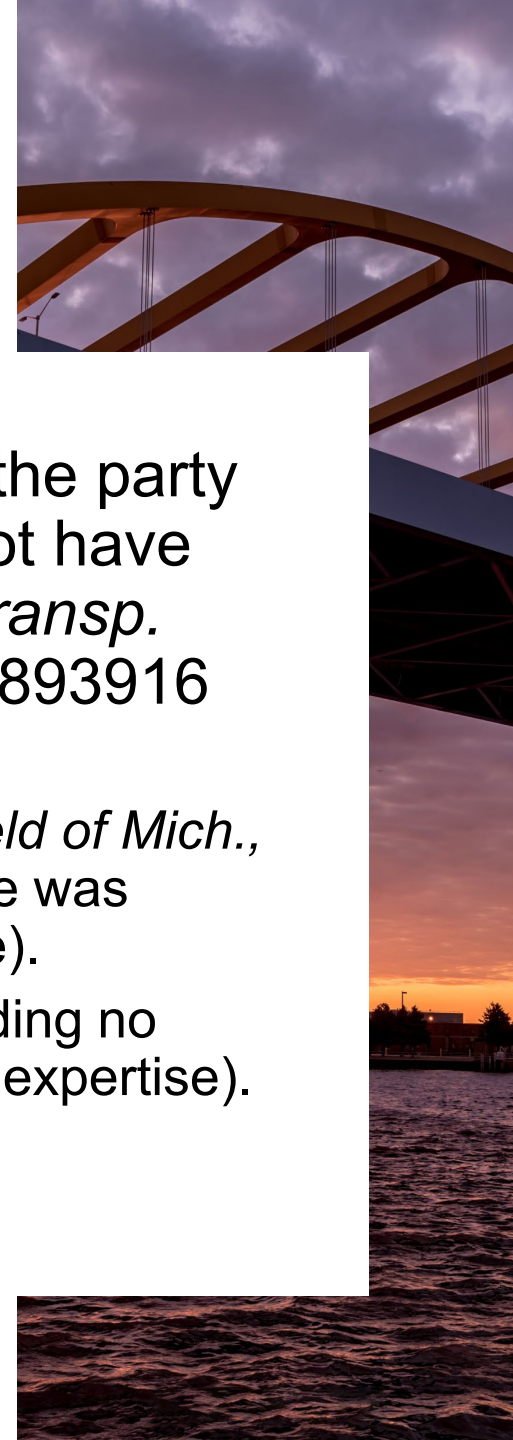 the party
ot have
ransp.
893916
eld of Mich.,
e was
e).
ding no
expertise).